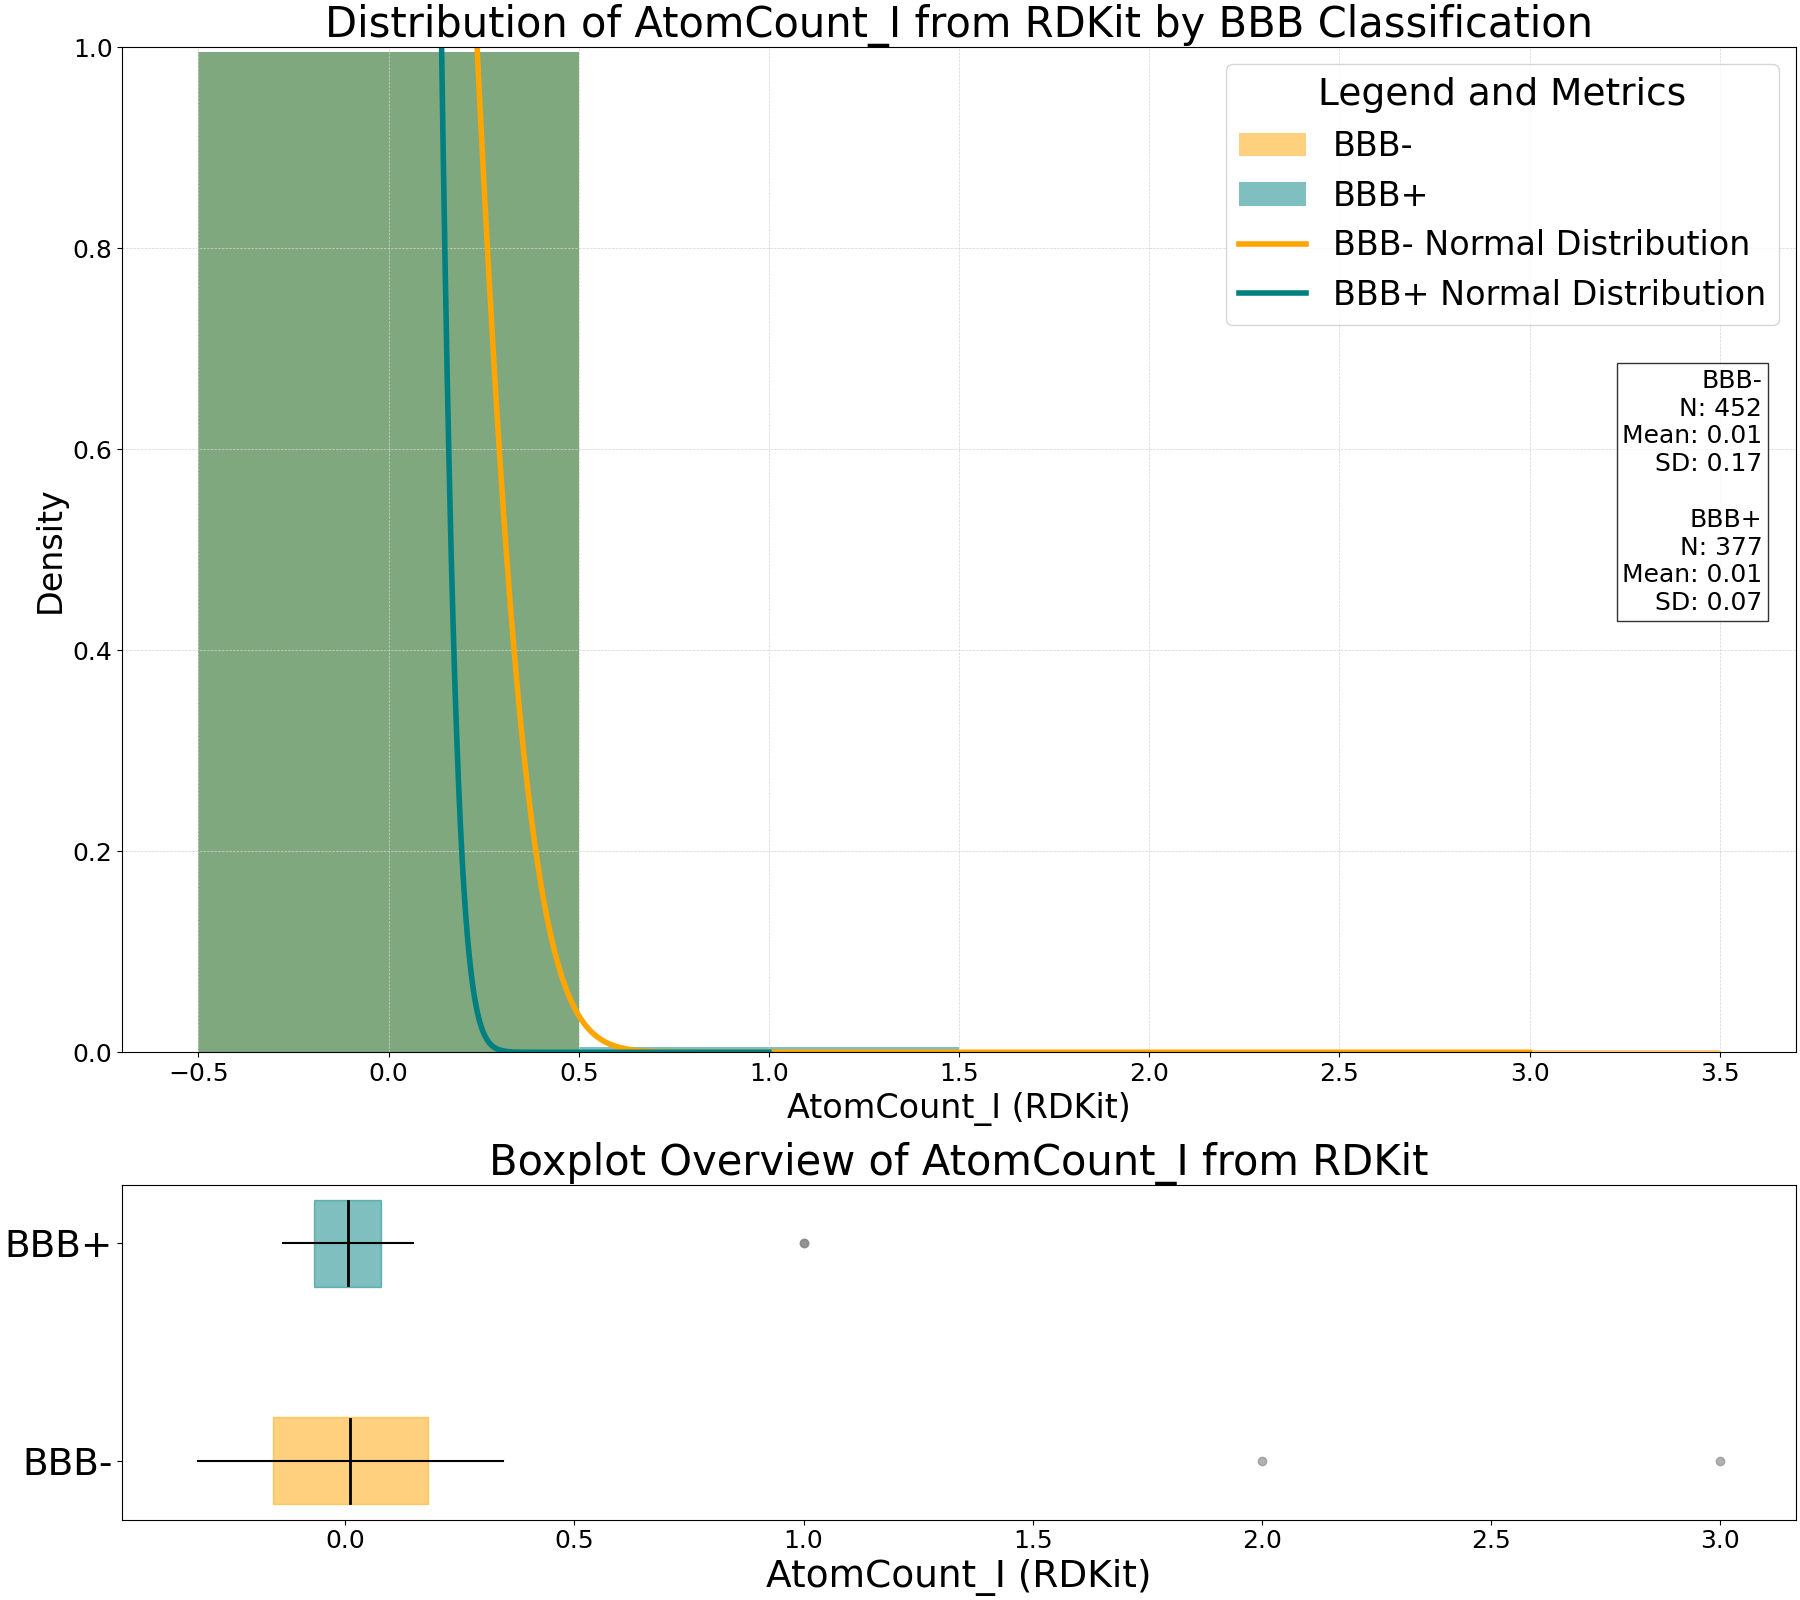 Distribution of AtomCount_I from RDKit by BBB Classification
1.0
0.8
0.6
0.4
0.2
0.0
Density
Legend and Metrics
BBB-
BBB+
BBB- Normal Distribution
BBB+ Normal Distribution
BBB-
N: 452
Mean: 0.01
SD: 0.17
BBB+
N: 377
Mean: 0.01
SD: 0.07
−0.5 0.0 0.5 1.0 1.5 2.0 2.5 3.0 3.5
AtomCount_I (RDKit)
Boxplot Overview of AtomCount_I from RDKit
BBB+
BBB-
0.0 0.5 1.0 1.5 2.0 2.5 3.0
AtomCount_I (RDKit)